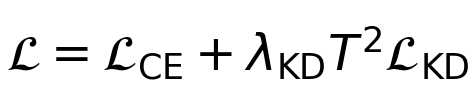 ℒ = ℒ_CE + λ_KD T² ℒ_KD